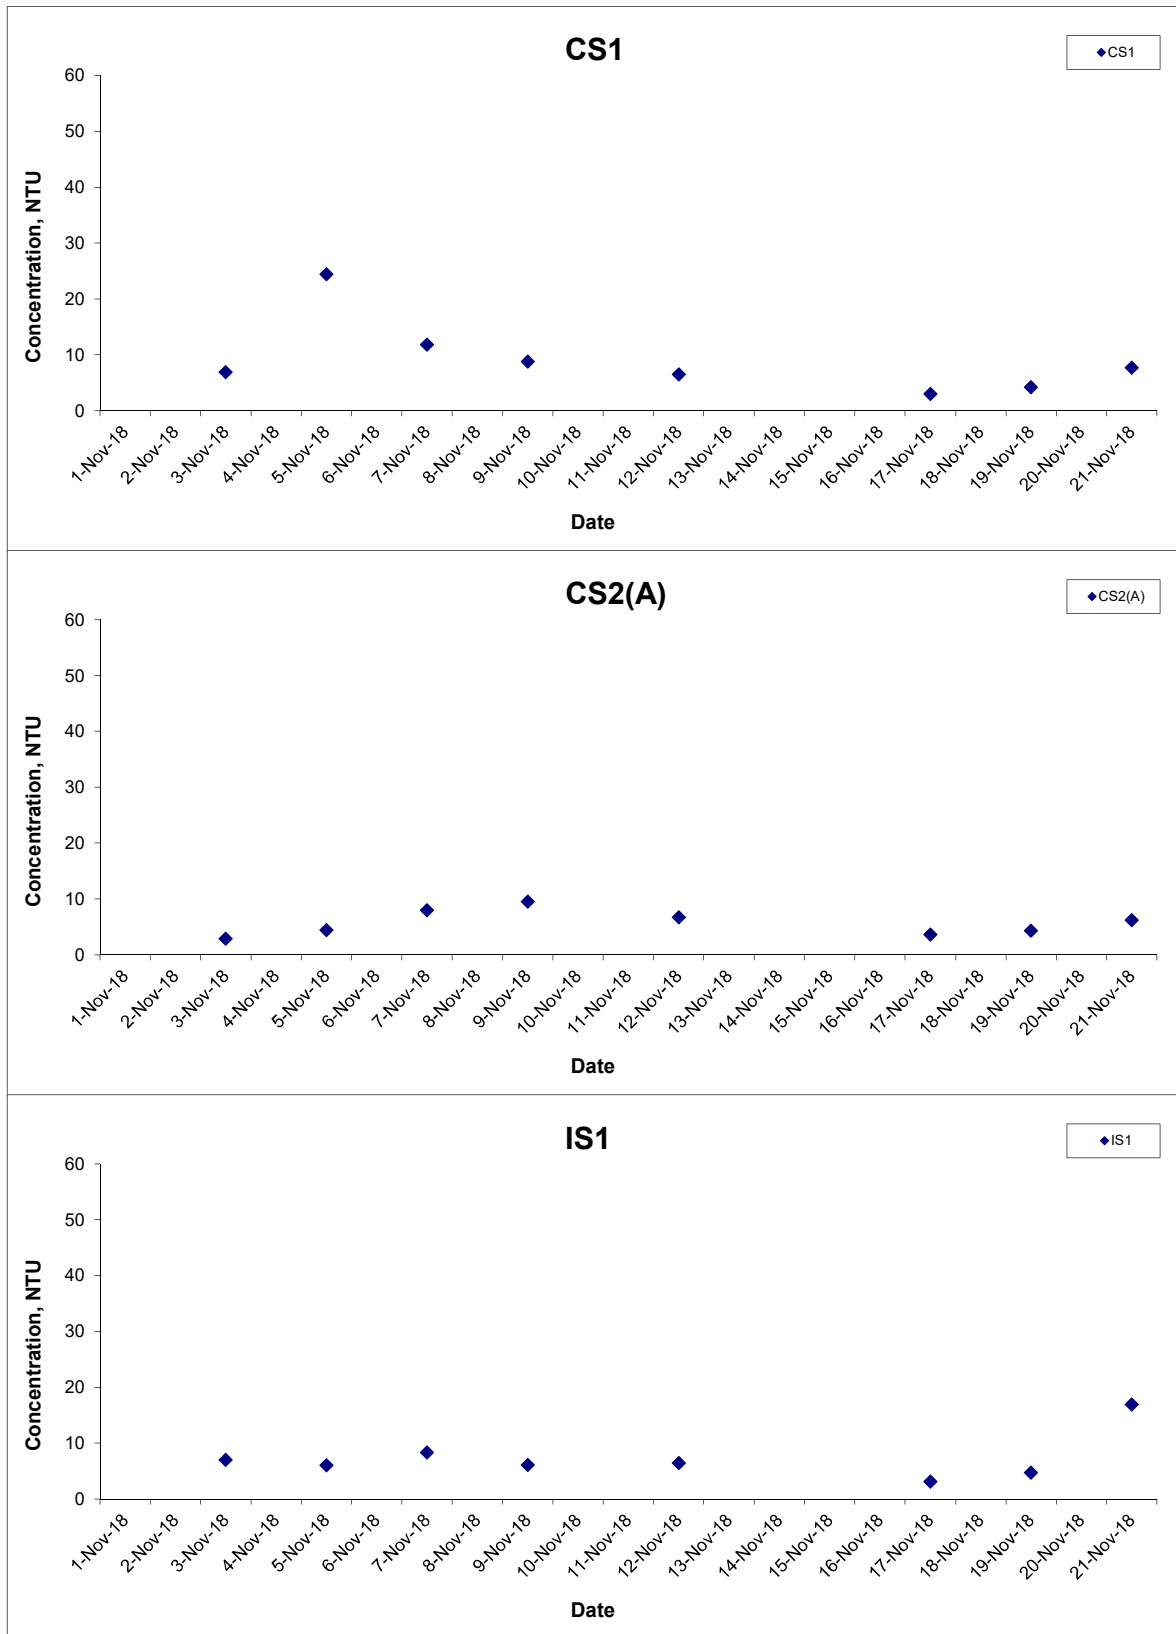 CS1
CS1
60
50
40
30
20
10
0
Concentration, NTU
1-Nov-18
2-Nov-18
3-Nov-18
4-Nov-18
5-Nov-18
6-Nov-18
7-Nov-18
8-Nov-18
9-Nov-18
10-Nov-18
11-Nov-18
12-Nov-18
13-Nov-18
14-Nov-18
15-Nov-18
16-Nov-18
17-Nov-18
18-Nov-18
19-Nov-18
20-Nov-18
21-Nov-18
Date
CS2(A)
CS2(A)
60
50
40
30
20
10
0
Concentration, NTU
1-Nov-18
2-Nov-18
3-Nov-18
4-Nov-18
5-Nov-18
6-Nov-18
7-Nov-18
8-Nov-18
9-Nov-18
10-Nov-18
11-Nov-18
12-Nov-18
13-Nov-18
14-Nov-18
15-Nov-18
16-Nov-18
17-Nov-18
18-Nov-18
19-Nov-18
20-Nov-18
21-Nov-18
Date
IS1
IS1
60
50
40
30
20
10
0
Concentration, NTU
1-Nov-18
2-Nov-18
3-Nov-18
4-Nov-18
5-Nov-18
6-Nov-18
7-Nov-18
8-Nov-18
9-Nov-18
10-Nov-18
11-Nov-18
12-Nov-18
13-Nov-18
14-Nov-18
15-Nov-18
16-Nov-18
17-Nov-18
18-Nov-18
19-Nov-18
20-Nov-18
21-Nov-18
Date